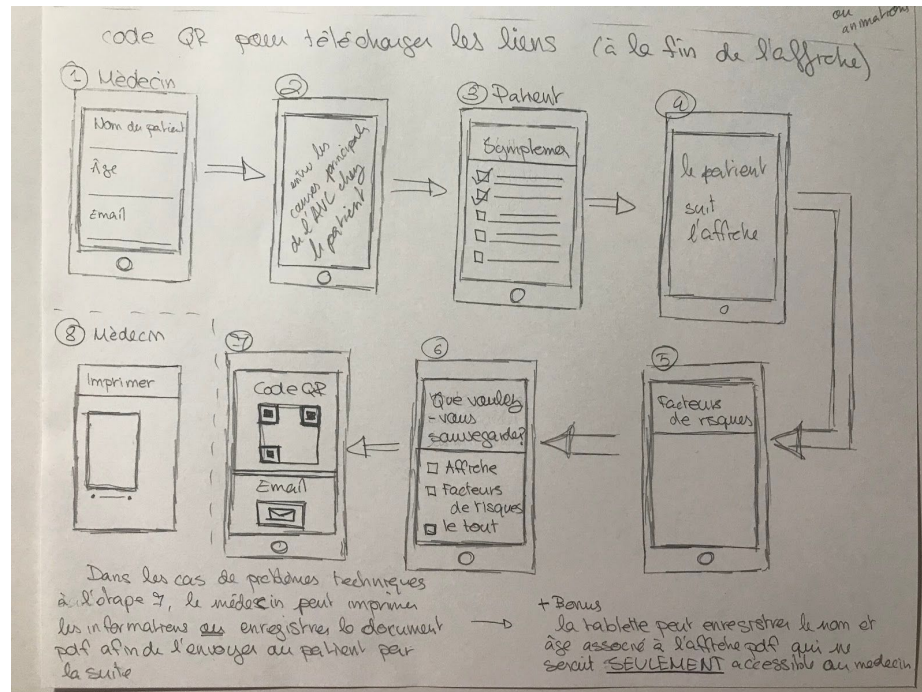 ou
animations
code QR pour télécharger les liens (à la fin de l'affiche)
① Médecin
Nom du patient
Âge
Email
②
entre les
causes principales
de l'AVC chez
le patient
③ Patient
Symptomes
④
le patient
suit
l'affiche
⑤
Facteurs
de risques
⑥
Que voulez
-vous
sauvegarder?
Affiche
Facteurs
de risques
le tout
⑦
Code QR
Email
⑧ Médecin
Imprimer
Dans les cas de problèmes techniques
à l'étape 7, le médecin peut imprimer
les informations ou enregistrer le document
pdf afin de l'envoyer au patient par
la suite
+ Bonus
la tablette peut enregistrer le nom et
âge associé à l'affiche pdf qui ne
serait SEULEMENT accessible au medecin